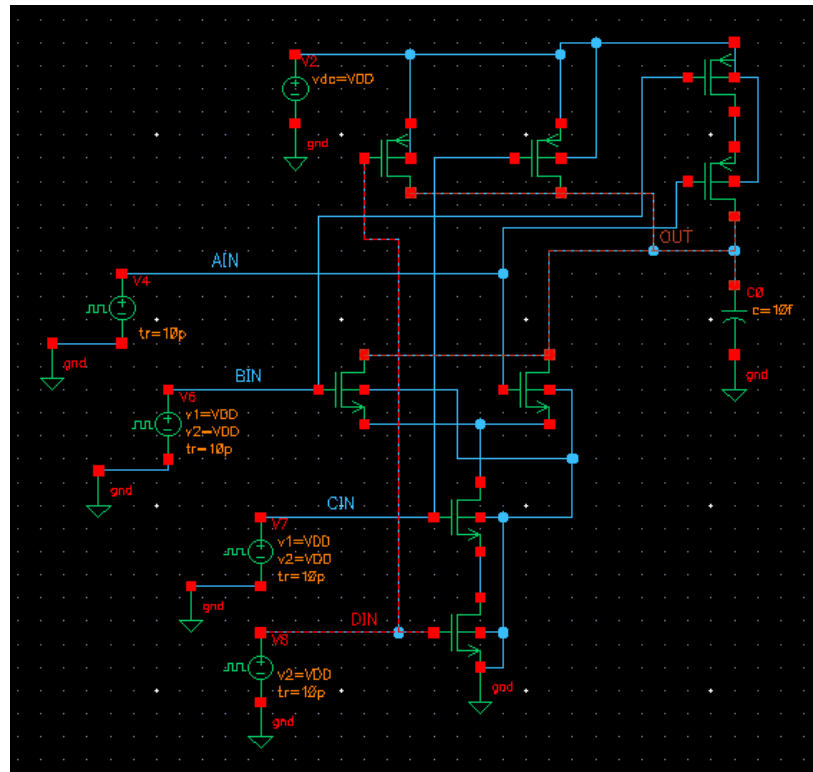 V2
vdc=VDD
gnd
OUT
AIN
V4
tr=10p
gnd
C0
c=10f
gnd
BIN
V6
v1=VDD
v2=VDD
tr=10p
gnd
CIN
V7
v1=VDD
v2=VDD
tr=10p
gnd
DIN
V8
v2=VDD
tr=10p
gnd
gnd